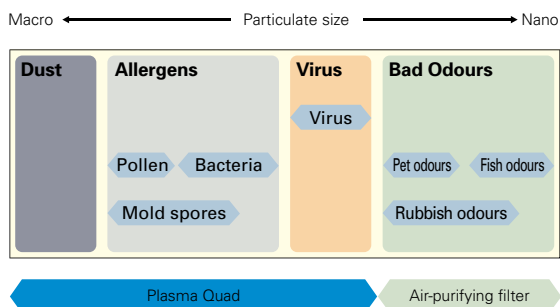 Macro Particulate size Nano
Dust Allergens Virus Bad Odours
Virus
Pollen Bacteria Pet odours Fish odours
Mold spores Rubbish odours
Plasma Quad Air-purifying filter